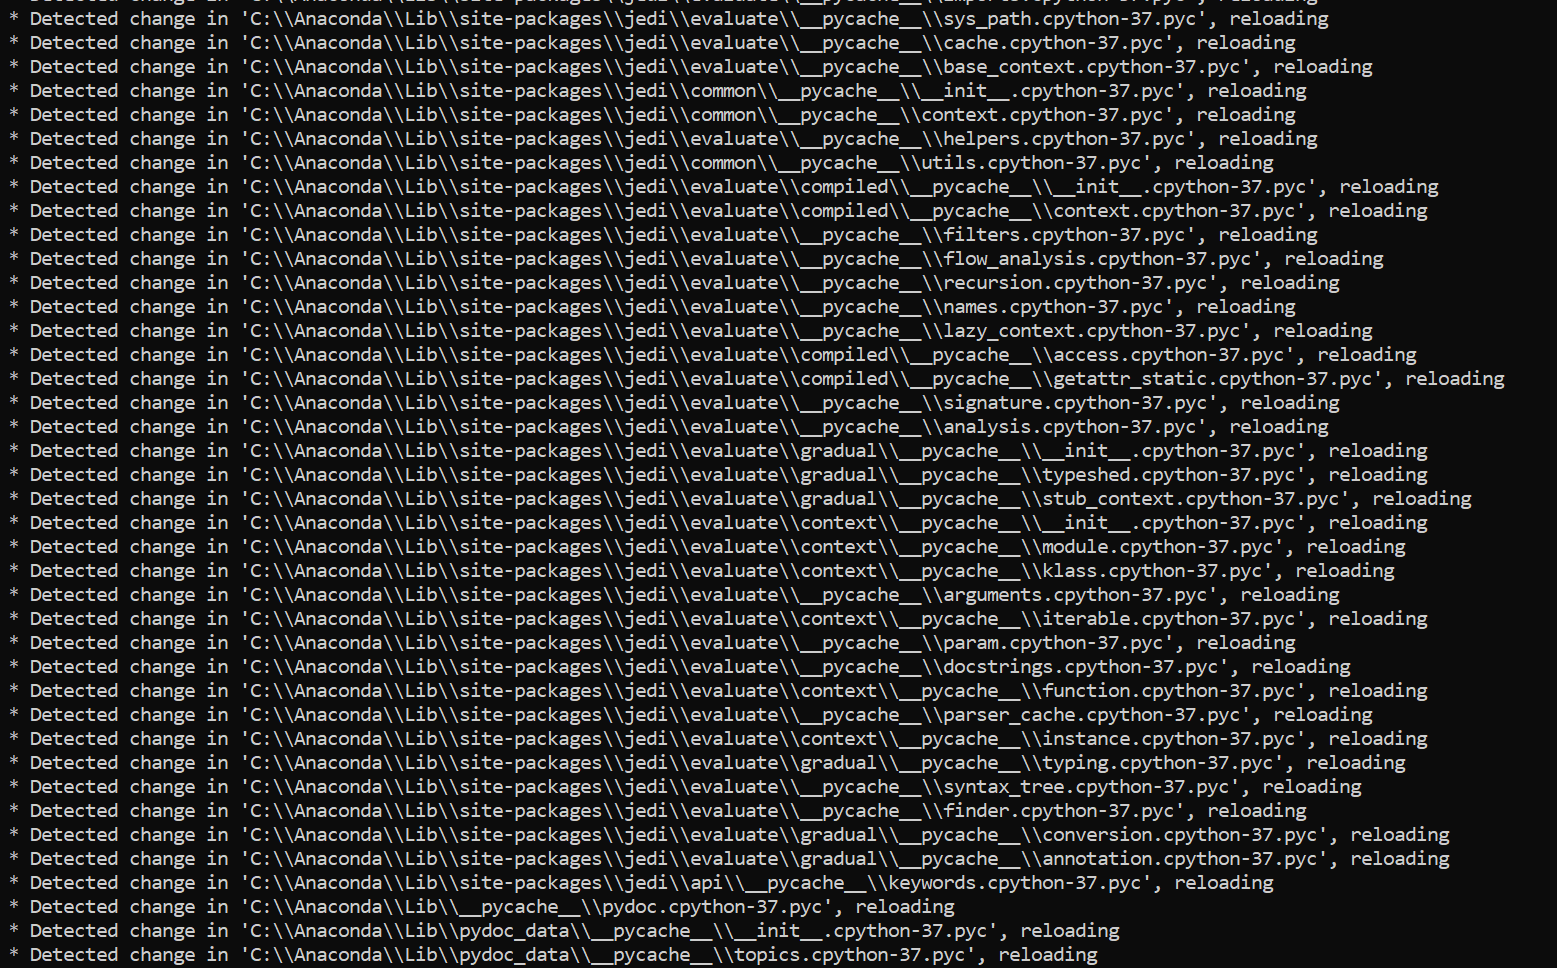 * Detected change in 'C:\\Anaconda\\Lib\\site-packages\\jedi\\evaluate\\__pycache__\\sys_path.cpython-37.pyc', reloading
* Detected change in 'C:\\Anaconda\\Lib\\site-packages\\jedi\\evaluate\\__pycache__\\cache.cpython-37.pyc', reloading
* Detected change in 'C:\\Anaconda\\Lib\\site-packages\\jedi\\evaluate\\__pycache__\\base_context.cpython-37.pyc', reloading
* Detected change in 'C:\\Anaconda\\Lib\\site-packages\\jedi\\common\\__pycache__\\__init__.cpython-37.pyc', reloading
* Detected change in 'C:\\Anaconda\\Lib\\site-packages\\jedi\\common\\__pycache__\\context.cpython-37.pyc', reloading
* Detected change in 'C:\\Anaconda\\Lib\\site-packages\\jedi\\evaluate\\__pycache__\\helpers.cpython-37.pyc', reloading
* Detected change in 'C:\\Anaconda\\Lib\\site-packages\\jedi\\common\\__pycache__\\utils.cpython-37.pyc', reloading
* Detected change in 'C:\\Anaconda\\Lib\\site-packages\\jedi\\evaluate\\compiled\\__pycache__\\__init__.cpython-37.pyc', reloading
* Detected change in 'C:\\Anaconda\\Lib\\site-packages\\jedi\\evaluate\\compiled\\__pycache__\\context.cpython-37.pyc', reloading
* Detected change in 'C:\\Anaconda\\Lib\\site-packages\\jedi\\evaluate\\__pycache__\\filters.cpython-37.pyc', reloading
* Detected change in 'C:\\Anaconda\\Lib\\site-packages\\jedi\\evaluate\\__pycache__\\flow_analysis.cpython-37.pyc', reloading
* Detected change in 'C:\\Anaconda\\Lib\\site-packages\\jedi\\evaluate\\__pycache__\\recursion.cpython-37.pyc', reloading
* Detected change in 'C:\\Anaconda\\Lib\\site-packages\\jedi\\evaluate\\__pycache__\\names.cpython-37.pyc', reloading
* Detected change in 'C:\\Anaconda\\Lib\\site-packages\\jedi\\evaluate\\__pycache__\\lazy_context.cpython-37.pyc', reloading
* Detected change in 'C:\\Anaconda\\Lib\\site-packages\\jedi\\evaluate\\compiled\\__pycache__\\access.cpython-37.pyc', reloading
* Detected change in 'C:\\Anaconda\\Lib\\site-packages\\jedi\\evaluate\\compiled\\__pycache__\\getattr_static.cpython-37.pyc', reloading
* Detected change in 'C:\\Anaconda\\Lib\\site-packages\\jedi\\evaluate\\__pycache__\\signature.cpython-37.pyc', reloading
* Detected change in 'C:\\Anaconda\\Lib\\site-packages\\jedi\\evaluate\\__pycache__\\analysis.cpython-37.pyc', reloading
* Detected change in 'C:\\Anaconda\\Lib\\site-packages\\jedi\\evaluate\\gradual\\__pycache__\\__init__.cpython-37.pyc', reloading
* Detected change in 'C:\\Anaconda\\Lib\\site-packages\\jedi\\evaluate\\gradual\\__pycache__\\typeshed.cpython-37.pyc', reloading
* Detected change in 'C:\\Anaconda\\Lib\\site-packages\\jedi\\evaluate\\gradual\\__pycache__\\stub_context.cpython-37.pyc', reloading
* Detected change in 'C:\\Anaconda\\Lib\\site-packages\\jedi\\evaluate\\context\\__pycache__\\__init__.cpython-37.pyc', reloading
* Detected change in 'C:\\Anaconda\\Lib\\site-packages\\jedi\\evaluate\\context\\__pycache__\\module.cpython-37.pyc', reloading
* Detected change in 'C:\\Anaconda\\Lib\\site-packages\\jedi\\evaluate\\context\\__pycache__\\klass.cpython-37.pyc', reloading
* Detected change in 'C:\\Anaconda\\Lib\\site-packages\\jedi\\evaluate\\__pycache__\\arguments.cpython-37.pyc', reloading
* Detected change in 'C:\\Anaconda\\Lib\\site-packages\\jedi\\evaluate\\context\\__pycache__\\iterable.cpython-37.pyc', reloading
* Detected change in 'C:\\Anaconda\\Lib\\site-packages\\jedi\\evaluate\\__pycache__\\param.cpython-37.pyc', reloading
* Detected change in 'C:\\Anaconda\\Lib\\site-packages\\jedi\\evaluate\\__pycache__\\docstrings.cpython-37.pyc', reloading
* Detected change in 'C:\\Anaconda\\Lib\\site-packages\\jedi\\evaluate\\context\\__pycache__\\function.cpython-37.pyc', reloading
* Detected change in 'C:\\Anaconda\\Lib\\site-packages\\jedi\\evaluate\\__pycache__\\parser_cache.cpython-37.pyc', reloading
* Detected change in 'C:\\Anaconda\\Lib\\site-packages\\jedi\\evaluate\\context\\__pycache__\\instance.cpython-37.pyc', reloading
* Detected change in 'C:\\Anaconda\\Lib\\site-packages\\jedi\\evaluate\\gradual\\__pycache__\\typing.cpython-37.pyc', reloading
* Detected change in 'C:\\Anaconda\\Lib\\site-packages\\jedi\\evaluate\\__pycache__\\syntax_tree.cpython-37.pyc', reloading
* Detected change in 'C:\\Anaconda\\Lib\\site-packages\\jedi\\evaluate\\__pycache__\\finder.cpython-37.pyc', reloading
* Detected change in 'C:\\Anaconda\\Lib\\site-packages\\jedi\\evaluate\\gradual\\__pycache__\\conversion.cpython-37.pyc', reloading
* Detected change in 'C:\\Anaconda\\Lib\\site-packages\\jedi\\evaluate\\gradual\\__pycache__\\annotation.cpython-37.pyc', reloading
* Detected change in 'C:\\Anaconda\\Lib\\site-packages\\jedi\\api\\__pycache__\\keywords.cpython-37.pyc', reloading
* Detected change in 'C:\\Anaconda\\Lib\\__pycache__\\pydoc.cpython-37.pyc', reloading
* Detected change in 'C:\\Anaconda\\Lib\\pydoc_data\\__pycache__\\__init__.cpython-37.pyc', reloading
* Detected change in 'C:\\Anaconda\\Lib\\pydoc_data\\__pycache__\\topics.cpython-37.pyc', reloading